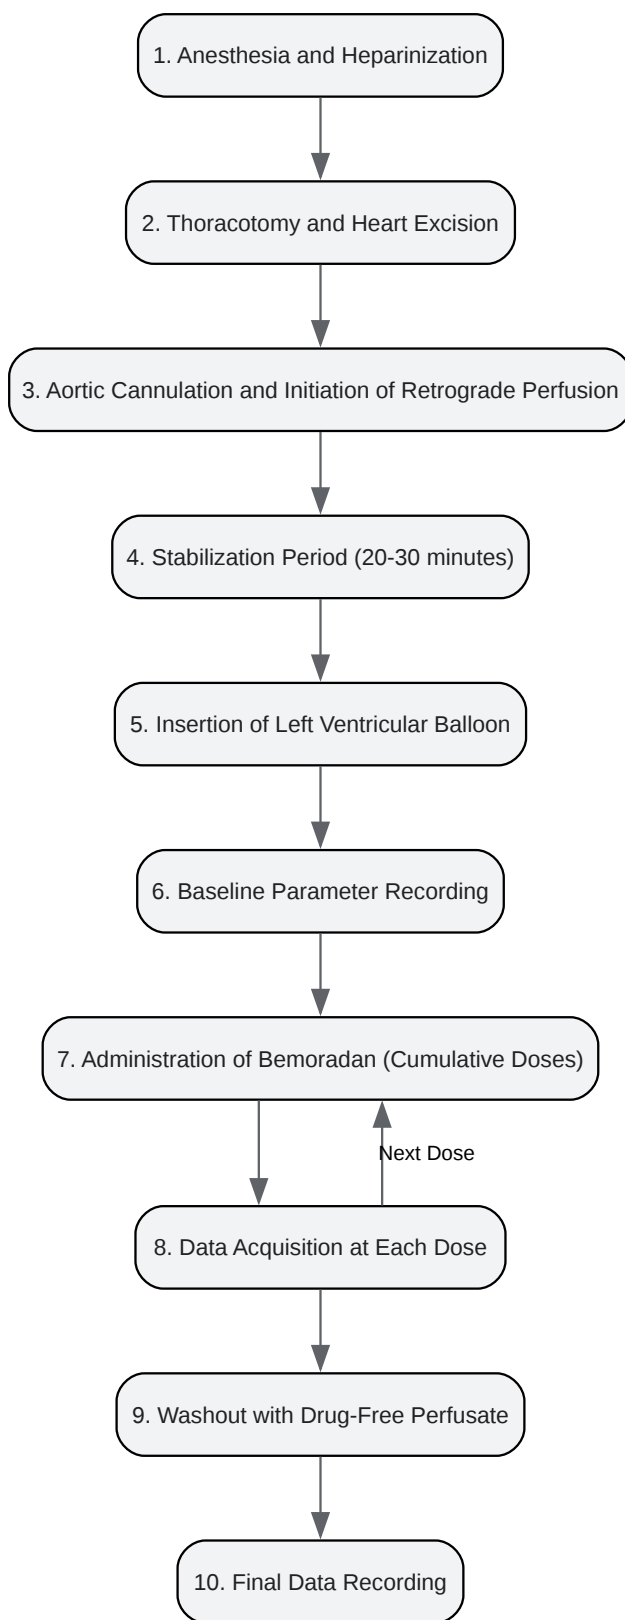 1. Anesthesia and Heparinization
2. Thoracotomy and Heart Excision
3. Aortic Cannulation and Initiation of Retrograde Perfusion
4. Stabilization Period (20-30 minutes)
5. Insertion of Left Ventricular Balloon
6. Baseline Parameter Recording
7. Administration of Bemoradan (Cumulative Doses)
Next Dose
8. Data Acquisition at Each Dose
9. Washout with Drug-Free Perfusate
10. Final Data Recording